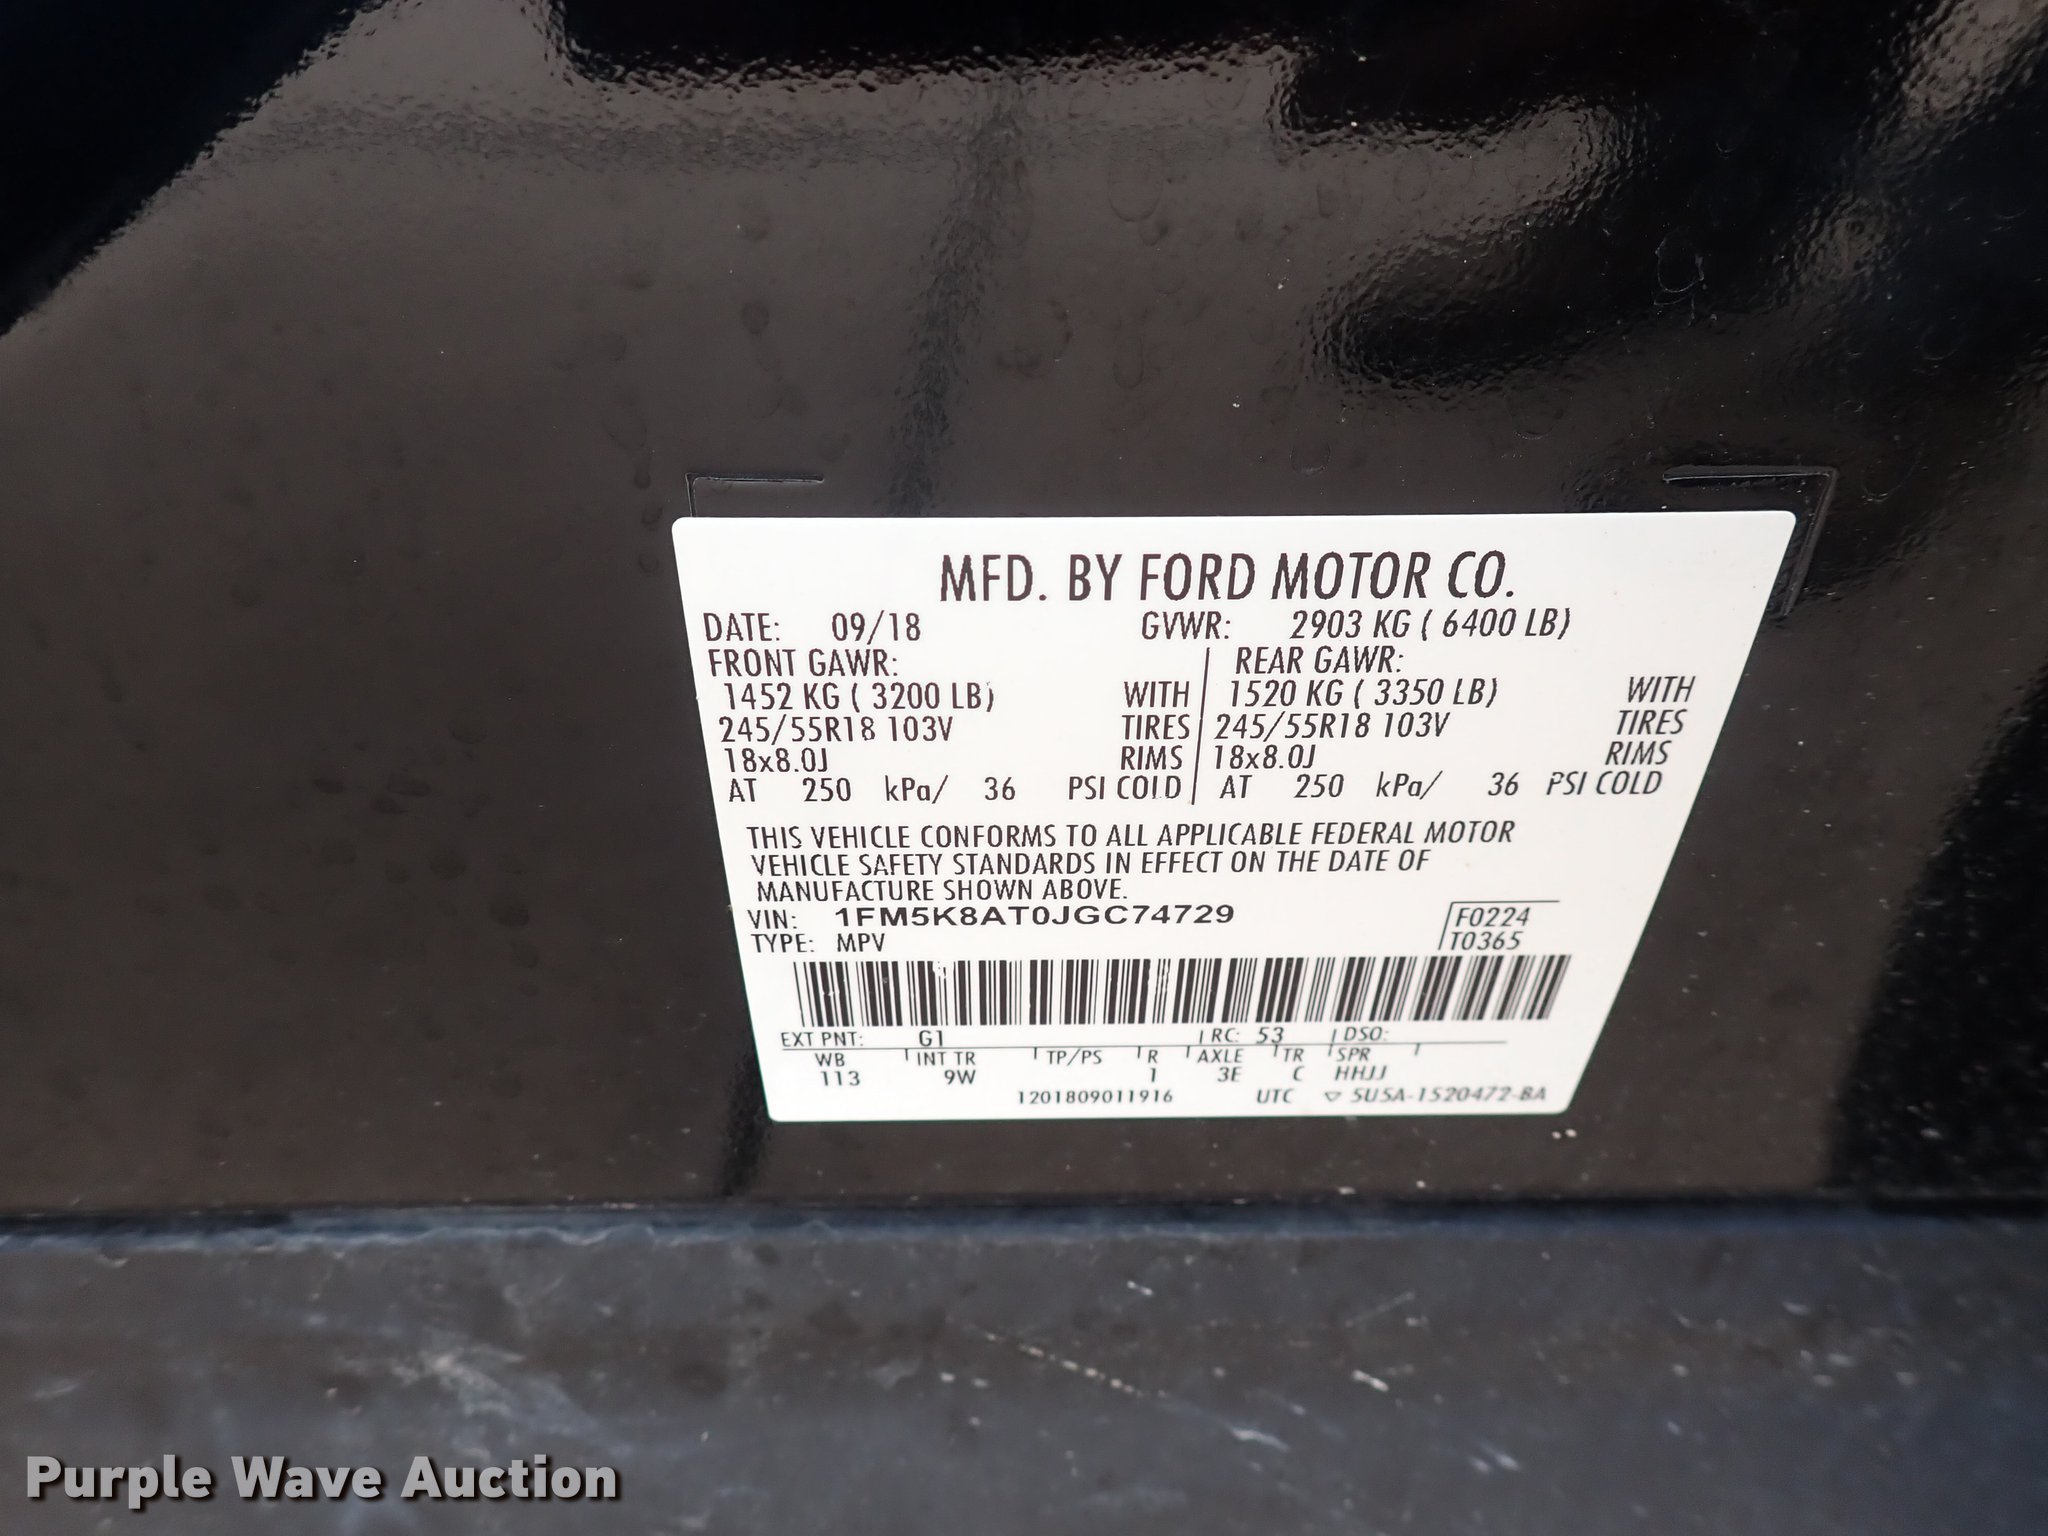 MFD. BY FORD MOTOR CO.
DATE: 09/18 GVWR: 2903 KG ( 6400 LB)
FRONT GAWR: REAR GAWR:
1452 KG ( 3200 LB) WITH 1520 KG ( 3350 LB) WITH
245/55R18 103V TIRES 245/55R18 103V TIRES
18x8.0J RIMS 18x8.0J RIMS
AT 250 kPa/ 36 PSI COLD AT 250 kPa/ 36 PSI COLD
THIS VEHICLE CONFORMS TO ALL APPLICABLE FEDERAL MOTOR
VEHICLE SAFETY STANDARDS IN EFFECT ON THE DATE OF
MANUFACTURE SHOWN ABOVE.
VIN: 1FM5K8AT0JGC74729 F0224
TYPE: MPV T0365
EXT PNT: G1 RC: 53 DSO:
WB INT TR TP/PS R AXLE TR SPR
113 9W 1 3E C HHJJ
1201809011916 UTC ▽ 5U5A-1520472-BA
Purple Wave Auction